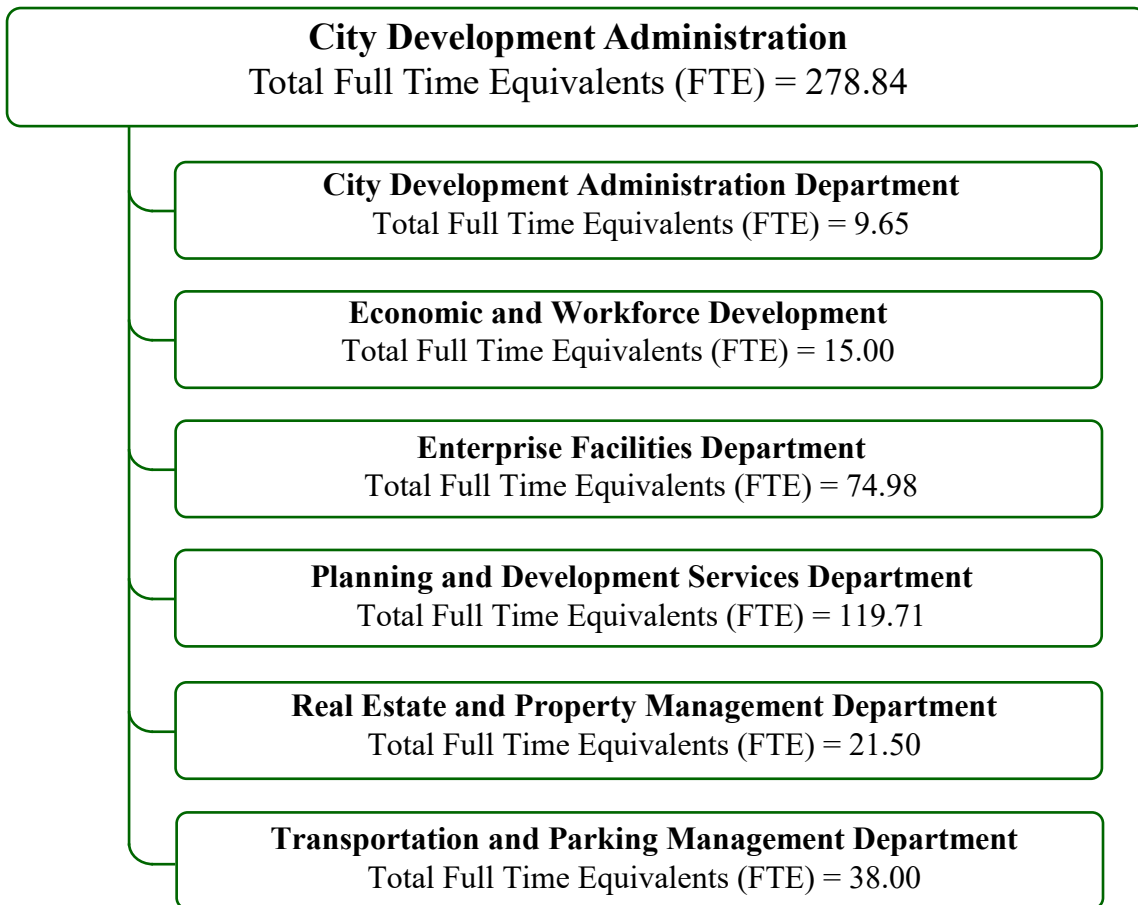 City Development Administration
Total Full Time Equivalents (FTE) = 278.84
City Development Administration Department
Total Full Time Equivalents (FTE) = 9.65
Economic and Workforce Development
Total Full Time Equivalents (FTE) = 15.00
Enterprise Facilities Department
Total Full Time Equivalents (FTE) = 74.98
Planning and Development Services Department
Total Full Time Equivalents (FTE) = 119.71
Real Estate and Property Management Department
Total Full Time Equivalents (FTE) = 21.50
Transportation and Parking Management Department
Total Full Time Equivalents (FTE) = 38.00